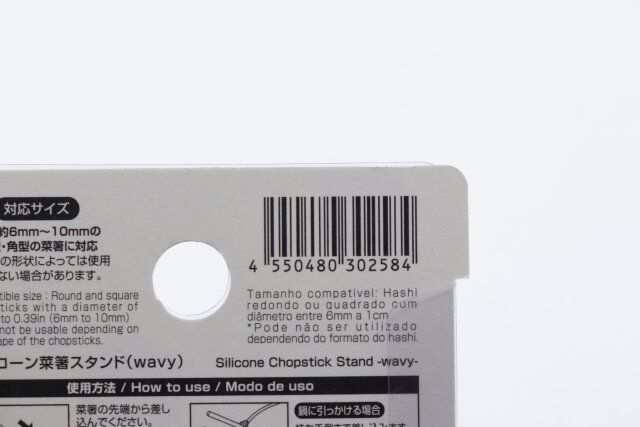 対応サイズ
約6mm～10mmの
・角型の菜箸に対応
の形状によっては使用
ない場合があります。
tible size : Round and square
sticks with a diameter of
to 0.39in (6mm to 10mm)
not be usable depending on
ape of the chopsticks.
4 550480 302584
Tamanho compatível: Hashi
redondo ou quadrado com
diâmetro entre 6mm a 1cm
*Pode não ser utilizado
dependendo do formato do hashi.
コーン菜箸スタンド(wavy)
Silicone Chopstick Stand -wavy-
使用方法 / How to use / Modo de uso
菜箸の先端から差し
込んでください。
鍋に引っかける場合